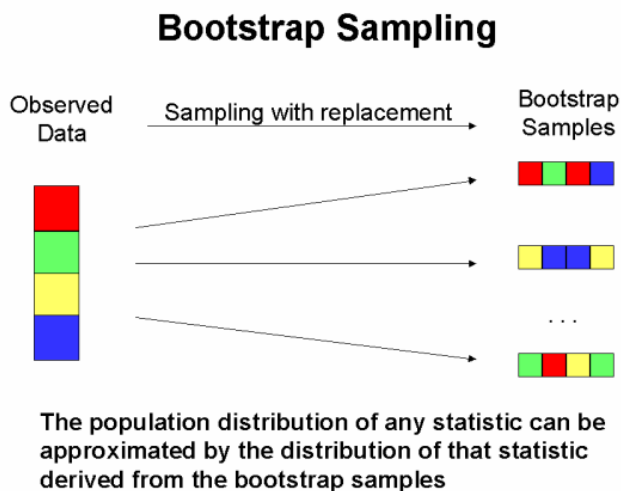 Bootstrap Sampling
Observed
Data
Sampling with replacement
Bootstrap
Samples
. . .
The population distribution of any statistic can be
approximated by the distribution of that statistic
derived from the bootstrap samples